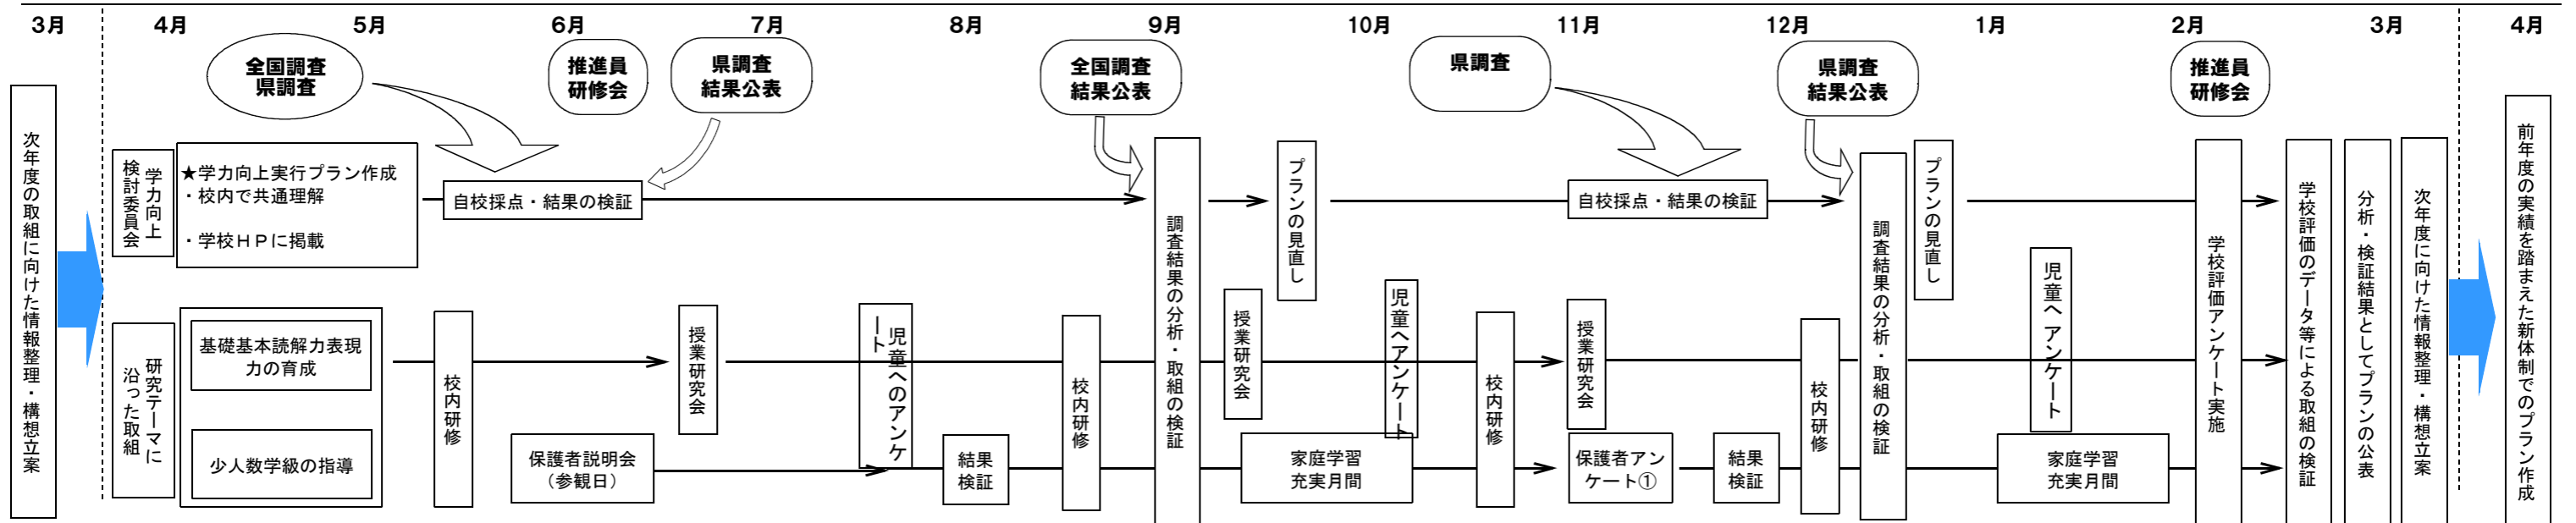 3月
4月
5月
6月
7月
8月
9月
10月
11月
12月
1月
2月
3月
4月
全国調査
県調査
推進員
研修会
県調査
結果公表
全国調査
結果公表
県調査
県調査
結果公表
推進員
研修会
次年度の取組に向けた情報整理・構想立案
学力向上
検討委員会
★学力向上実行プラン作成
・校内で共通理解
・学校HPに掲載
自校採点・結果の検証
調査結果の分析・取組の検証
プランの見直し
自校採点・結果の検証
調査結果の分析・取組の検証
プランの見直し
学校評価アンケート実施
学校評価のデータ等による取組の検証
分析・検証結果としてプランの公表
次年度に向けた情報整理・構想立案
前年度の実績を踏まえた新体制でのプラン作成
研究テーマに
沿った取組
基礎基本読解力表現
力の育成
少人数学級の指導
校内研修
保護者説明会
(参観日)
授業研究会
児童へのアンケ
ート
結果
検証
校内研修
授業研究会
家庭学習
充実月間
児童へアンケート
校内研修
授業研究会
保護者アン
ケート①
結果
検証
校内研修
児童へ アンケート
家庭学習
充実月間